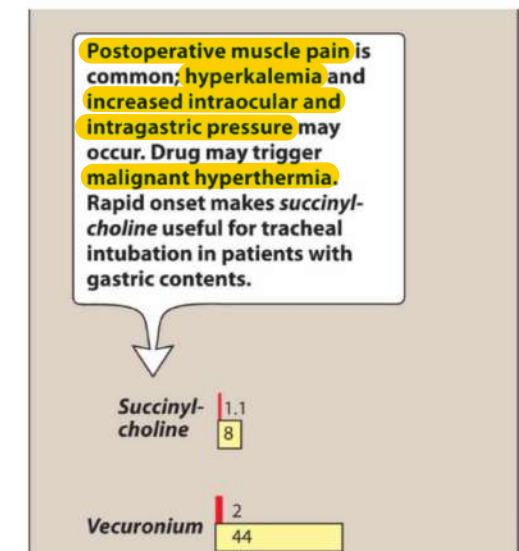 Postoperative muscle pain is
common; hyperkalemia and
increased intraocular and
intragastric pressure may
occur. Drug may trigger
malignant hyperthermia.
Rapid onset makes succinyl-
choline useful for tracheal
intubation in patients with
gastric contents.
Succinyl-
choline
1.1
8
Vecuronium
2
44